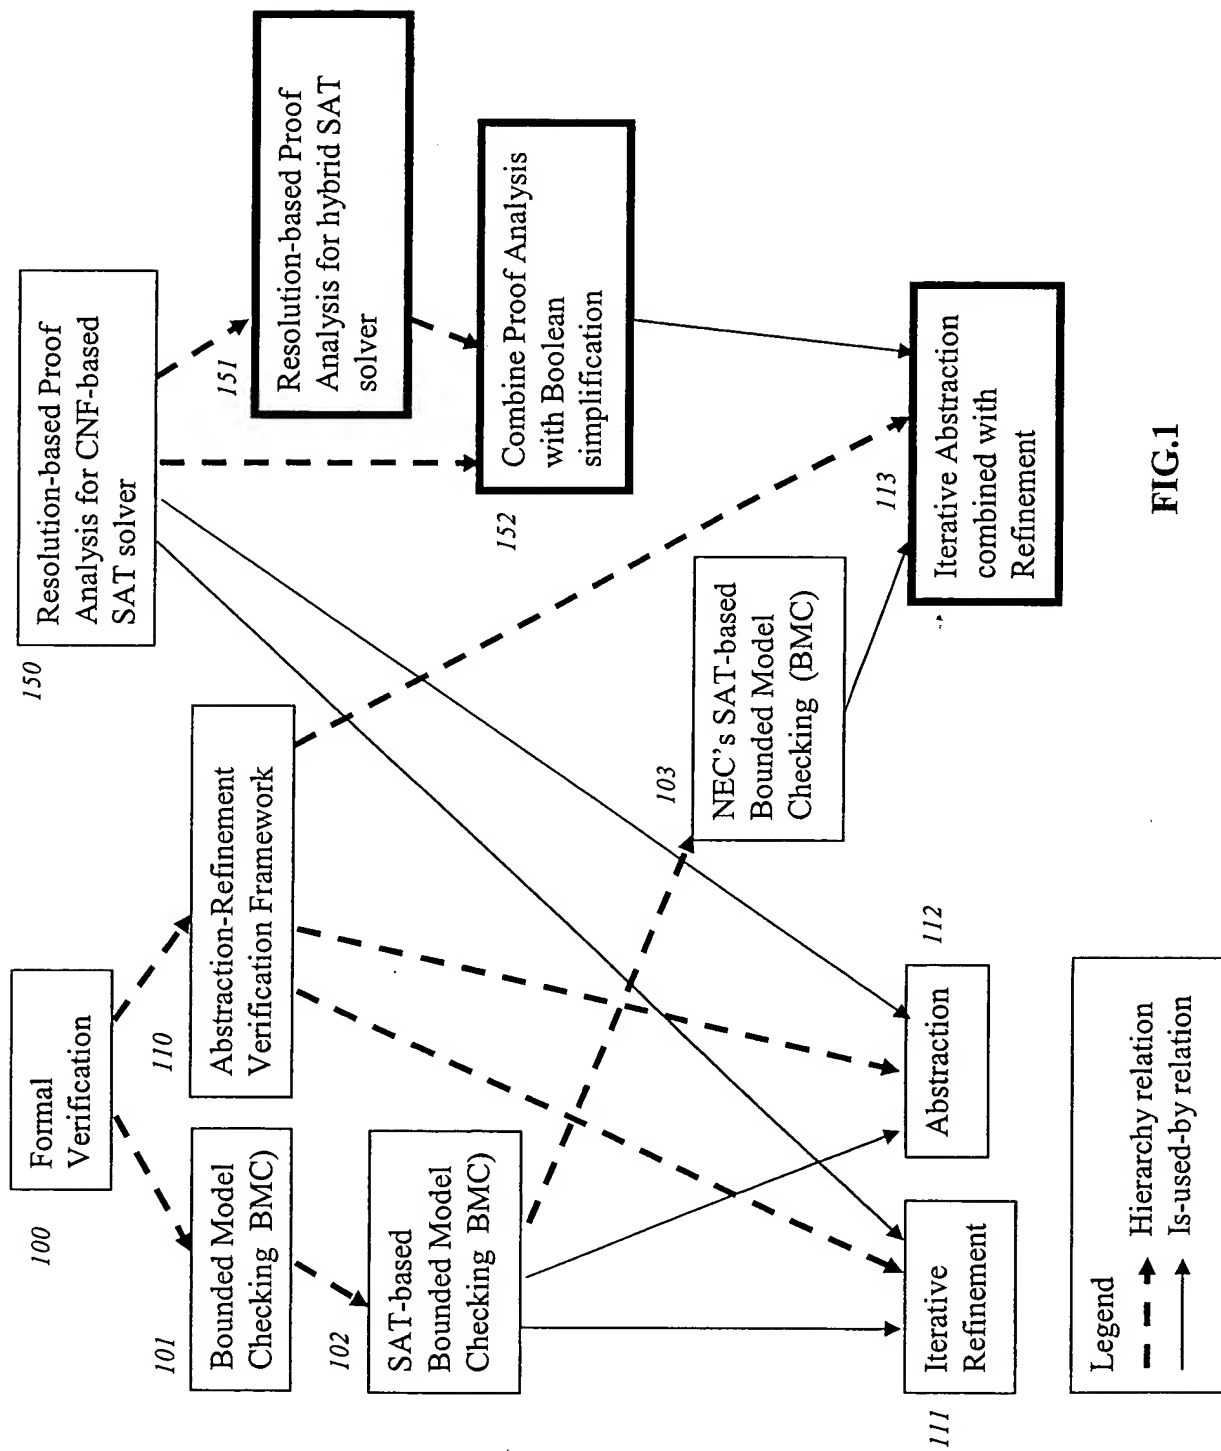 100
Formal
Verification
101
Bounded Model
Checking BMC)
110
Abstraction-Refinement
Verification Framework
150
Resolution-based Proof
Analysis for CNF-based
SAT solver
151
Resolution-based Proof
Analysis for hybrid SAT
solver
102
SAT-based
Bounded Model
Checking BMC)
152
Combine Proof Analysis
with Boolean
simplification
103
NEC's SAT-based
Bounded Model
Checking (BMC)
111
Iterative
Refinement
112
Abstraction
113
Iterative Abstraction
combined with
Refinement
Legend
Hierarchy relation
Is-used-by relation
FIG.1